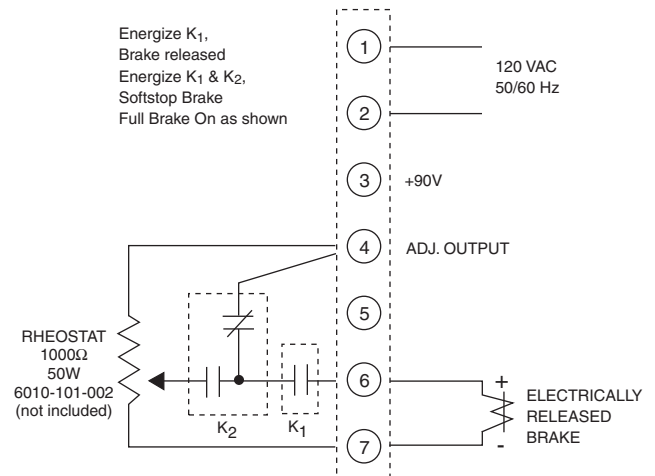 Energize K1,
Brake released
Energize K1 & K2,
Softstop Brake
Full Brake On as shown
1
120 VAC
50/60 Hz
2
3
+90V
4
ADJ. OUTPUT
5
RHEOSTAT
1000Ω
50W
6010-101-002
(not included)
K2
K1
6
+
ELECTRICALLY
RELEASED
BRAKE
-
7